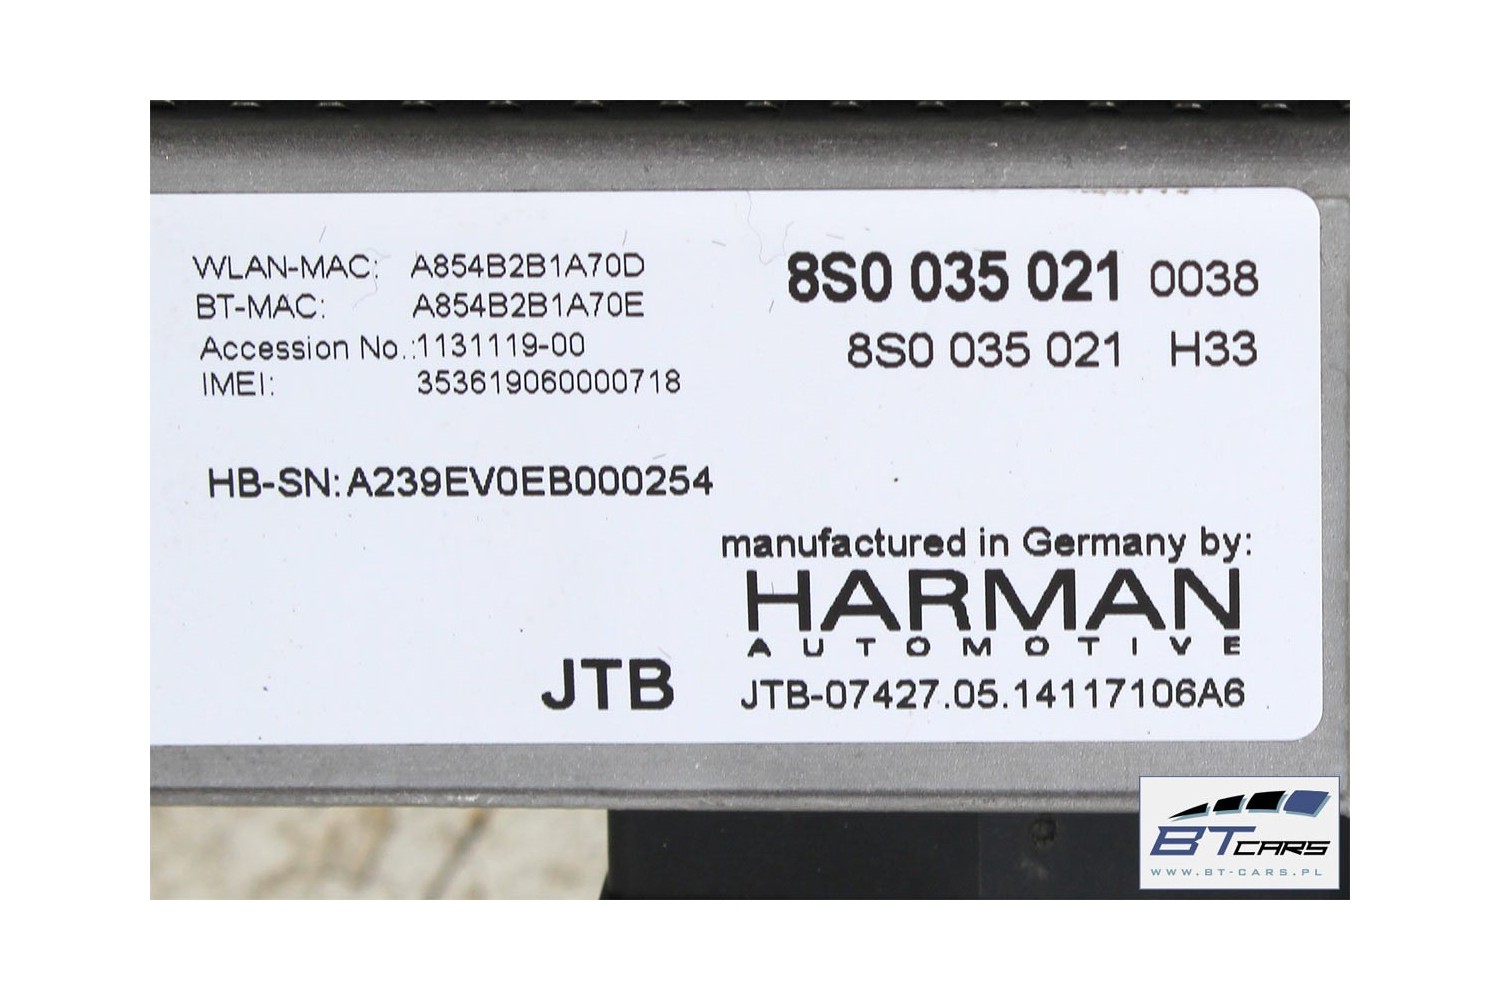 WLAN-MAC: A854B2B1A70D
BT-MAC: A854B2B1A70E
Accession No.:1131119-00
IMEI: 353619060000718
8S0 035 021 0038
8S0 035 021 H33
HB-SN:A239EV0EB000254
manufactured in Germany by:
HARMAN
AUTOMOTIVE
JTB
JTB-07427.05.14117106A6
BT CARS
WWW.BT-CARS.PL